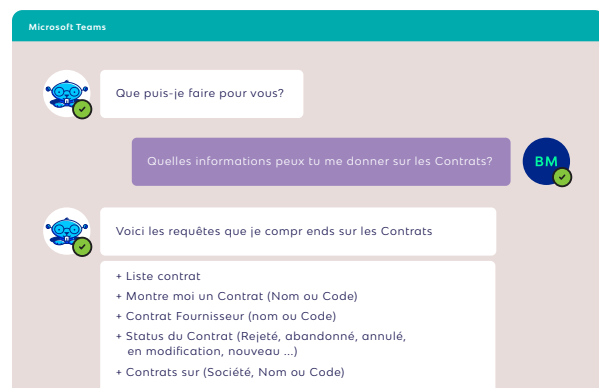 Microsoft Teams
Que puis-je faire pour vous?
Quelles informations peux tu me donner sur les Contrats?
BM
Voici les requêtes que je compr ends sur les Contrats
+ Liste contrat
+ Montre moi un Contrat (Nom ou Code)
+ Contrat Fournisseur (nom ou Code)
+ Status du Contrat (Rejeté, abandonné, annulé,
en modification, nouveau ...)
+ Contrats sur (Société, Nom ou Code)